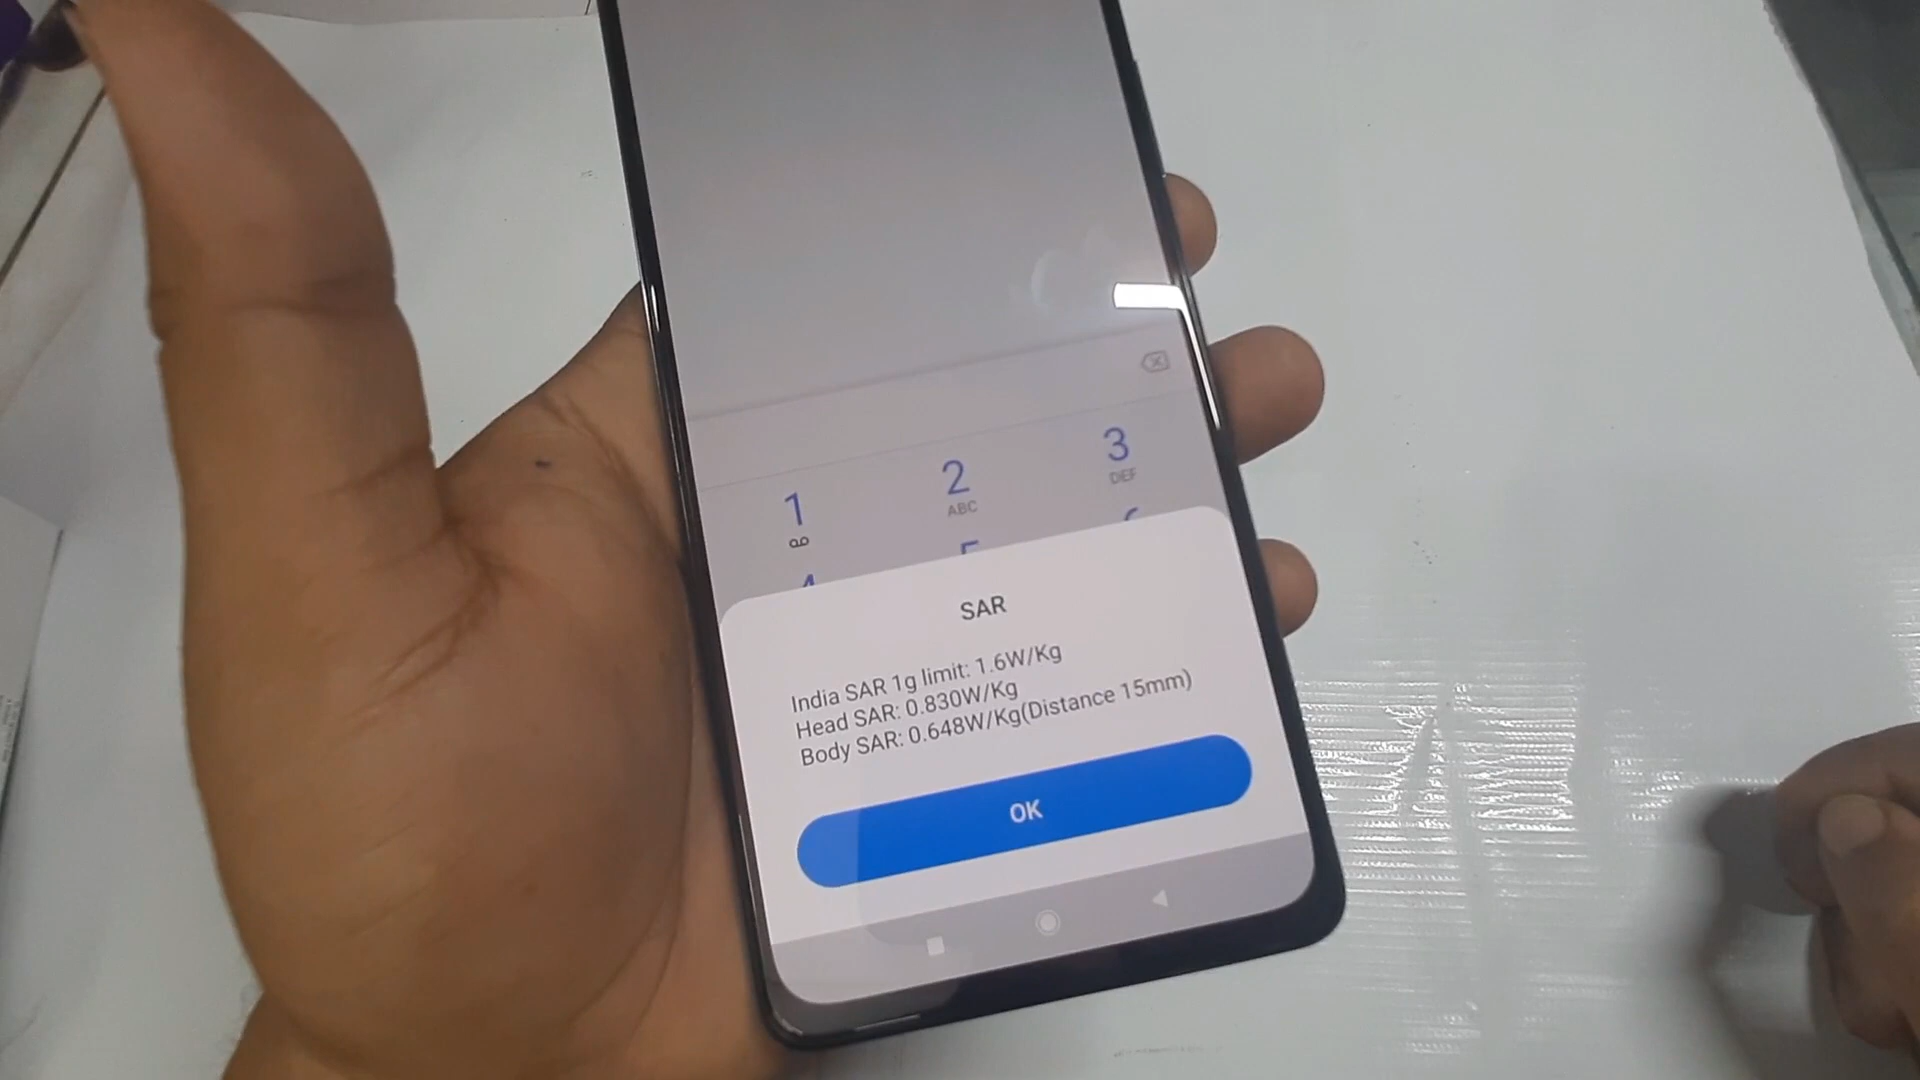 1
2
ABC
3
DEF
SAR
India SAR 1g limit: 1.6W/Kg
Head SAR: 0.830W/Kg
Body SAR: 0.648W/Kg(Distance 15mm)
OK